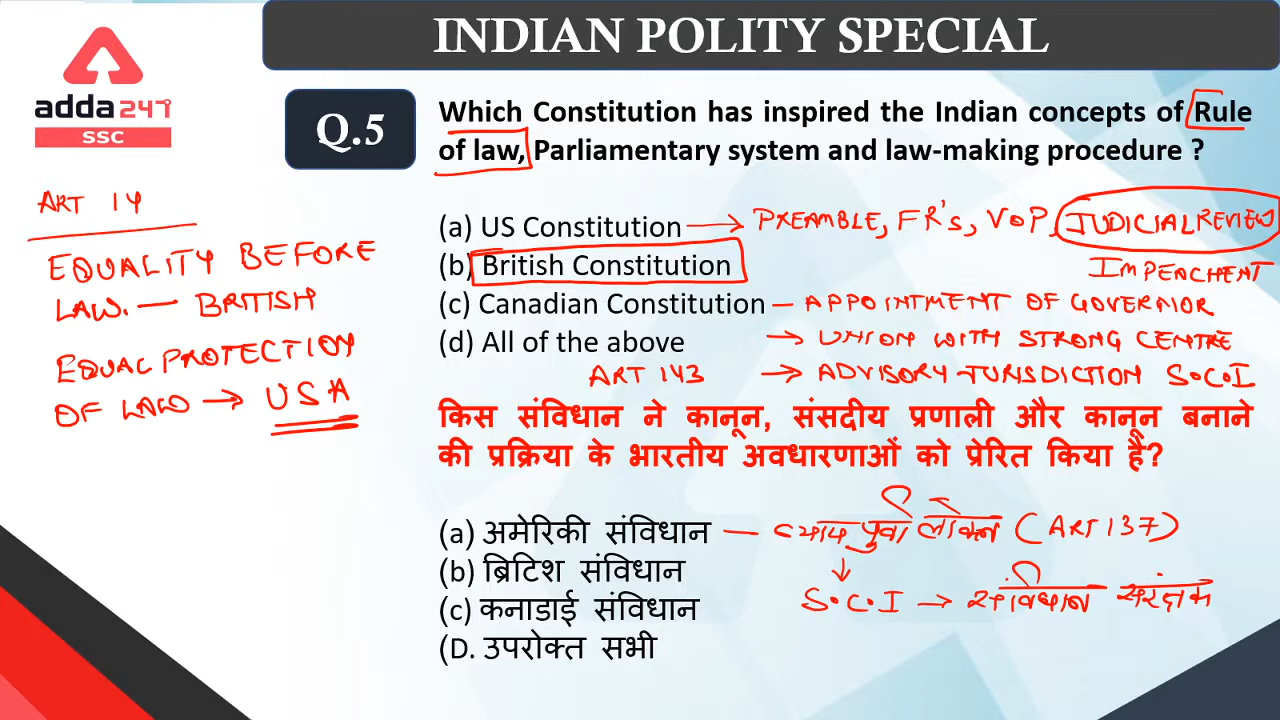 INDIAN POLITY SPECIAL
adda247
SSC
Q.5
Which Constitution has inspired the Indian concepts of Rule
of law, Parliamentary system and law-making procedure ?
ART 14
EQUALITY BEFORE
LAW. — BRITISH
EQUAL PROTECTION
OF LAW → USA
(a) US Constitution → PREAMBLE, FR's, VOP, JUDICIAL REVIEW
IMPEACHENT
(b) British Constitution
(c) Canadian Constitution — APPOINTMENT OF GOVERNOR
(d) All of the above → UNION WITH STRONG CENTRE
ART 143 → ADVISORY JURISDICTION S.C.I
किस संविधान ने कानून, संसदीय प्रणाली और कानून बनाने
की प्रक्रिया के भारतीय अवधारणाओं को प्रेरित किया है?
(a) अमेरिकी संविधान — (ART 137)
(b) ब्रिटिश संविधान
S.C.I → संविधान संरक्षक
(c) कनाडाई संविधान
(D. उपरोक्त सभी